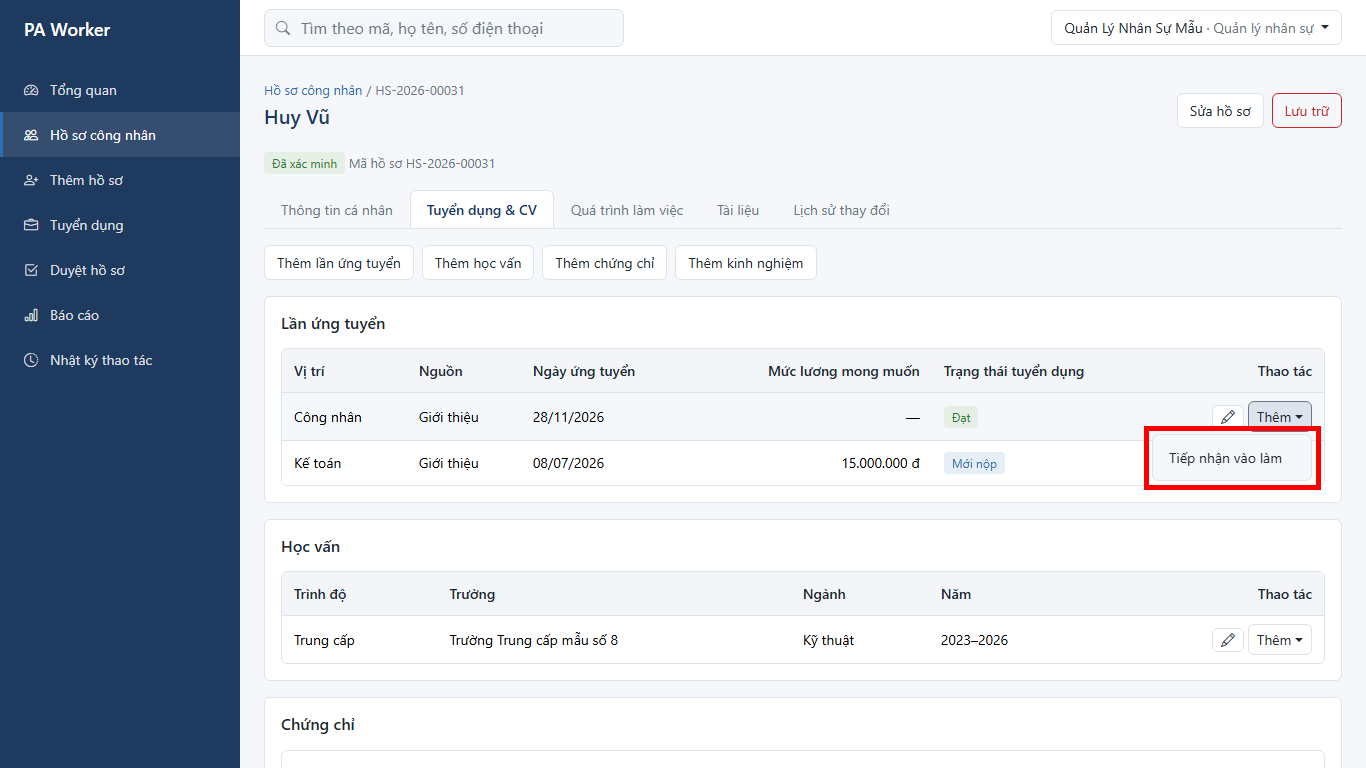 PA Worker
Tìm theo mã, họ tên, số điện thoại
Quản Lý Nhân Sự Mẫu · Quản lý nhân sự
Tổng quan
Hồ sơ công nhân
Thêm hồ sơ
Tuyển dụng
Duyệt hồ sơ
Báo cáo
Nhật ký thao tác
Hồ sơ công nhân / HS-2026-00031
Huy Vũ
Sửa hồ sơ
Lưu trữ
Đã xác minh Mã hồ sơ HS-2026-00031
Thông tin cá nhân Tuyển dụng & CV Quá trình làm việc Tài liệu Lịch sử thay đổi
Thêm lần ứng tuyển Thêm học vấn Thêm chứng chỉ Thêm kinh nghiệm
Lần ứng tuyển
Vị trí Nguồn Ngày ứng tuyển Mức lương mong muốn Trạng thái tuyển dụng Thao tác
Công nhân Giới thiệu 28/11/2026 — Đạt Thêm
Kế toán Giới thiệu 08/07/2026 15.000.000 đ Mới nộp
Tiếp nhận vào làm
Học vấn
Trình độ Trường Ngành Năm Thao tác
Trung cấp Trường Trung cấp mẫu số 8 Kỹ thuật 2023–2026 Thêm
Chứng chỉ